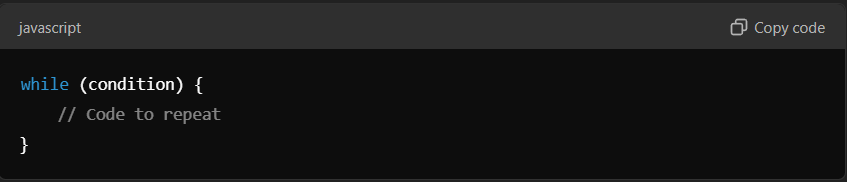 javascript
Copy code
while (condition) {
    // Code to repeat
}